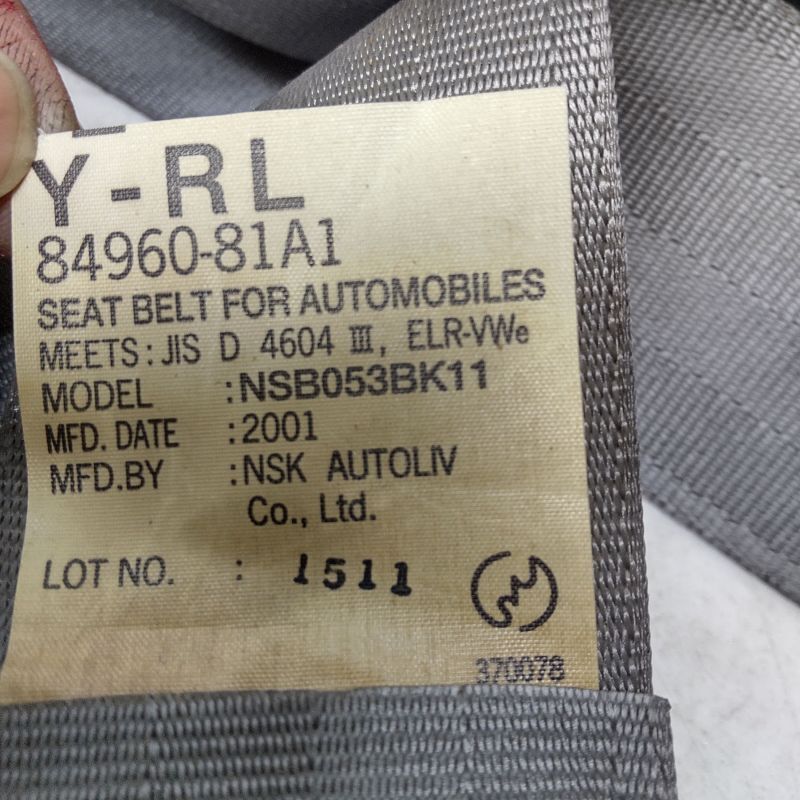 Y-RL
84960-81A1
SEAT BELT FOR AUTOMOBILES
MEETS : JIS D 4604 Ⅲ, ELR-VWe
MODEL : NSB053BK11
MFD. DATE : 2001
MFD.BY : NSK AUTOLIV
Co., Ltd.
LOT NO. : 1511
370078